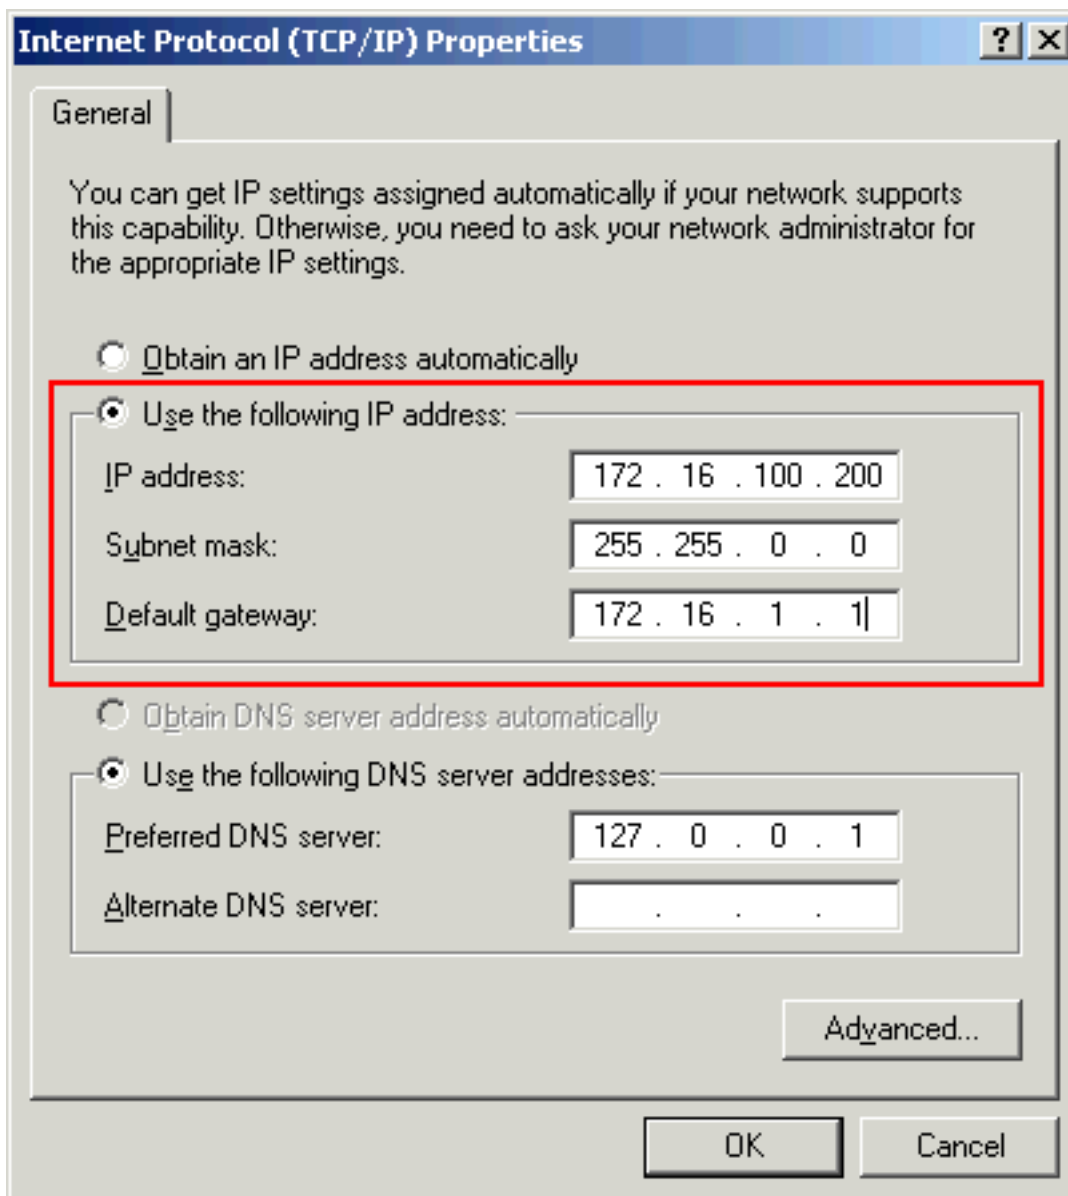 Internet Protocol (TCP/IP) Properties
General
You can get IP settings assigned automatically if your network supports
this capability. Otherwise, you need to ask your network administrator for
the appropriate IP settings.
Obtain an IP address automatically
Use the following IP address:
IP address: 172 . 16 . 100 . 200
Subnet mask: 255 . 255 . 0 . 0
Default gateway: 172 . 16 . 1 . 1
Obtain DNS server address automatically
Use the following DNS server addresses:
Preferred DNS server: 127 . 0 . 0 . 1
Alternate DNS server: . . .
Advanced...
OK Cancel